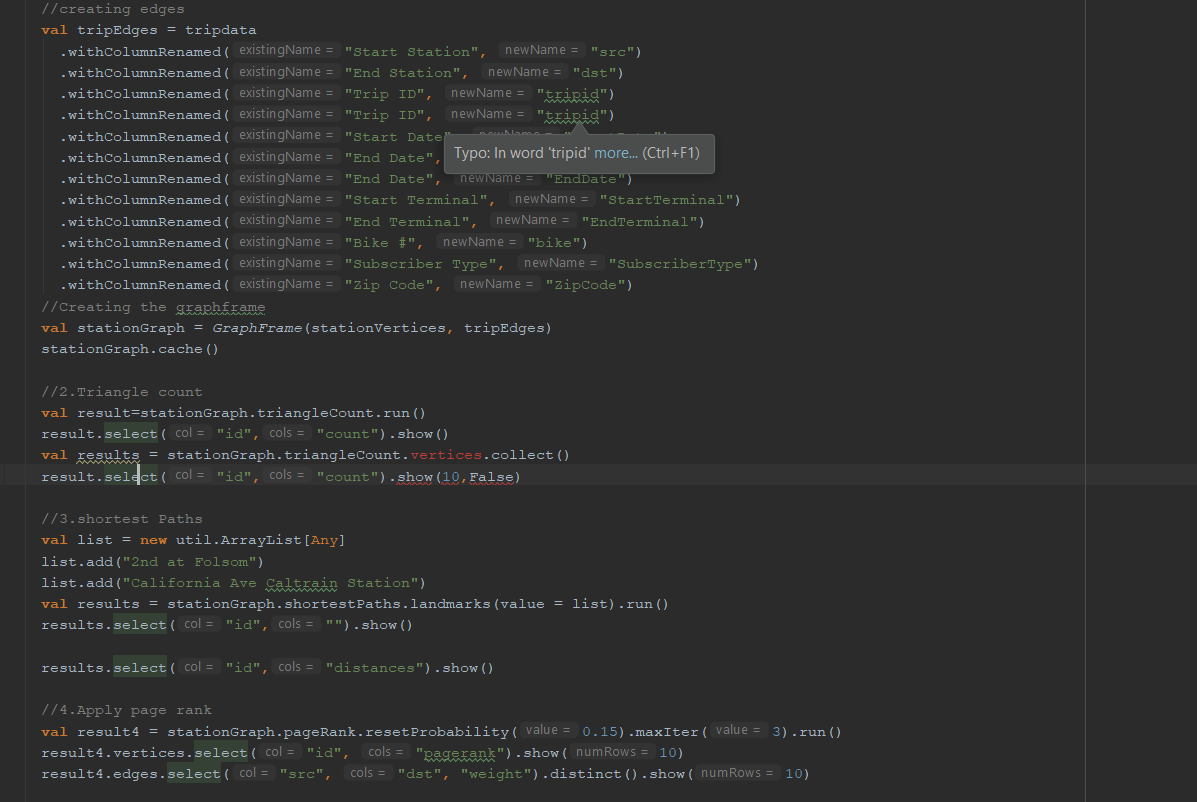 //creating edges
val tripEdges = tripdata
.withColumnRenamed( existingName = "Start Station", newName = "src")
.withColumnRenamed( existingName = "End Station", newName = "dst")
.withColumnRenamed( existingName = "Trip ID", newName = "tripid")
.withColumnRenamed( existingName = "Trip ID", newName = "tripid")
.withColumnRenamed( existingName = "Start Date"
.withColumnRenamed( existingName = "End Date",
Typo: In word 'tripid' more... (Ctrl+F1)
.withColumnRenamed( existingName = "End Date", newName = "EndDate")
.withColumnRenamed( existingName = "Start Terminal", newName = "StartTerminal")
.withColumnRenamed( existingName = "End Terminal", newName = "EndTerminal")
.withColumnRenamed( existingName = "Bike #", newName = "bike")
.withColumnRenamed( existingName = "Subscriber Type", newName = "SubscriberType")
.withColumnRenamed( existingName = "Zip Code", newName = "ZipCode")
//Creating the graphframe
val stationGraph = GraphFrame(stationVertices, tripEdges)
stationGraph.cache()
//2.Triangle count
val result=stationGraph.triangleCount.run()
result.select( col = "id", cols = "count").show()
val results = stationGraph.triangleCount.vertices.collect()
result.select( col = "id", cols = "count").show(10,False)
//3.shortest Paths
val list = new util.ArrayList[Any]
list.add("2nd at Folsom")
list.add("California Ave Caltrain Station")
val results = stationGraph.shortestPaths.landmarks(value = list).run()
results.select( col = "id", cols = "").show()
results.select( col = "id", cols = "distances").show()
//4.Apply page rank
val result4 = stationGraph.pageRank.resetProbability( value = 0.15).maxIter( value = 3).run()
result4.vertices.select( col = "id", cols = "pagerank").show( numRows = 10)
result4.edges.select( col = "src", cols = "dst", "weight").distinct().show( numRows = 10)